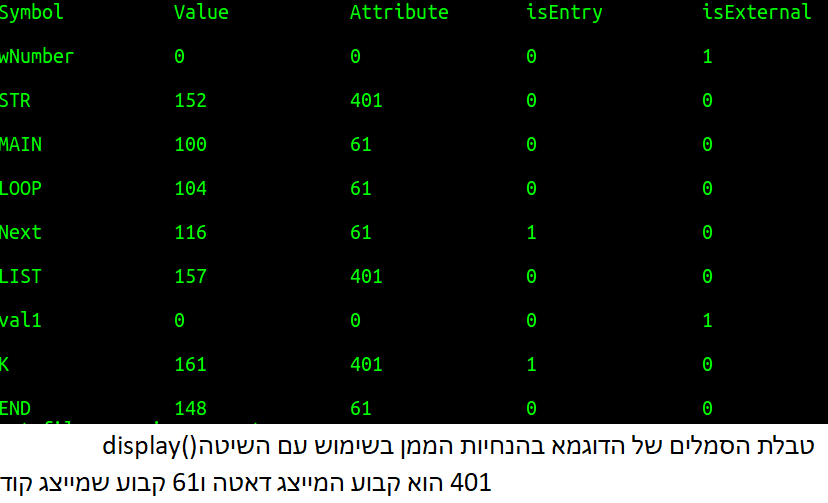 Symbol Value Attribute isEntry isExternal
wNumber 0 0 0 1
STR 152 401 0 0
MAIN 100 61 0 0
LOOP 104 61 0 0
Next 116 61 1 0
LIST 157 401 0 0
val1 0 0 0 1
K 161 401 1 0
END 148 61 0 0
טבלת הסמלים של הדוגמא בהנחיות הממן בשימוש עם השיטה display()
401 הוא קבוע המייצג דאטה ו61 קבוע שמייצג קוד